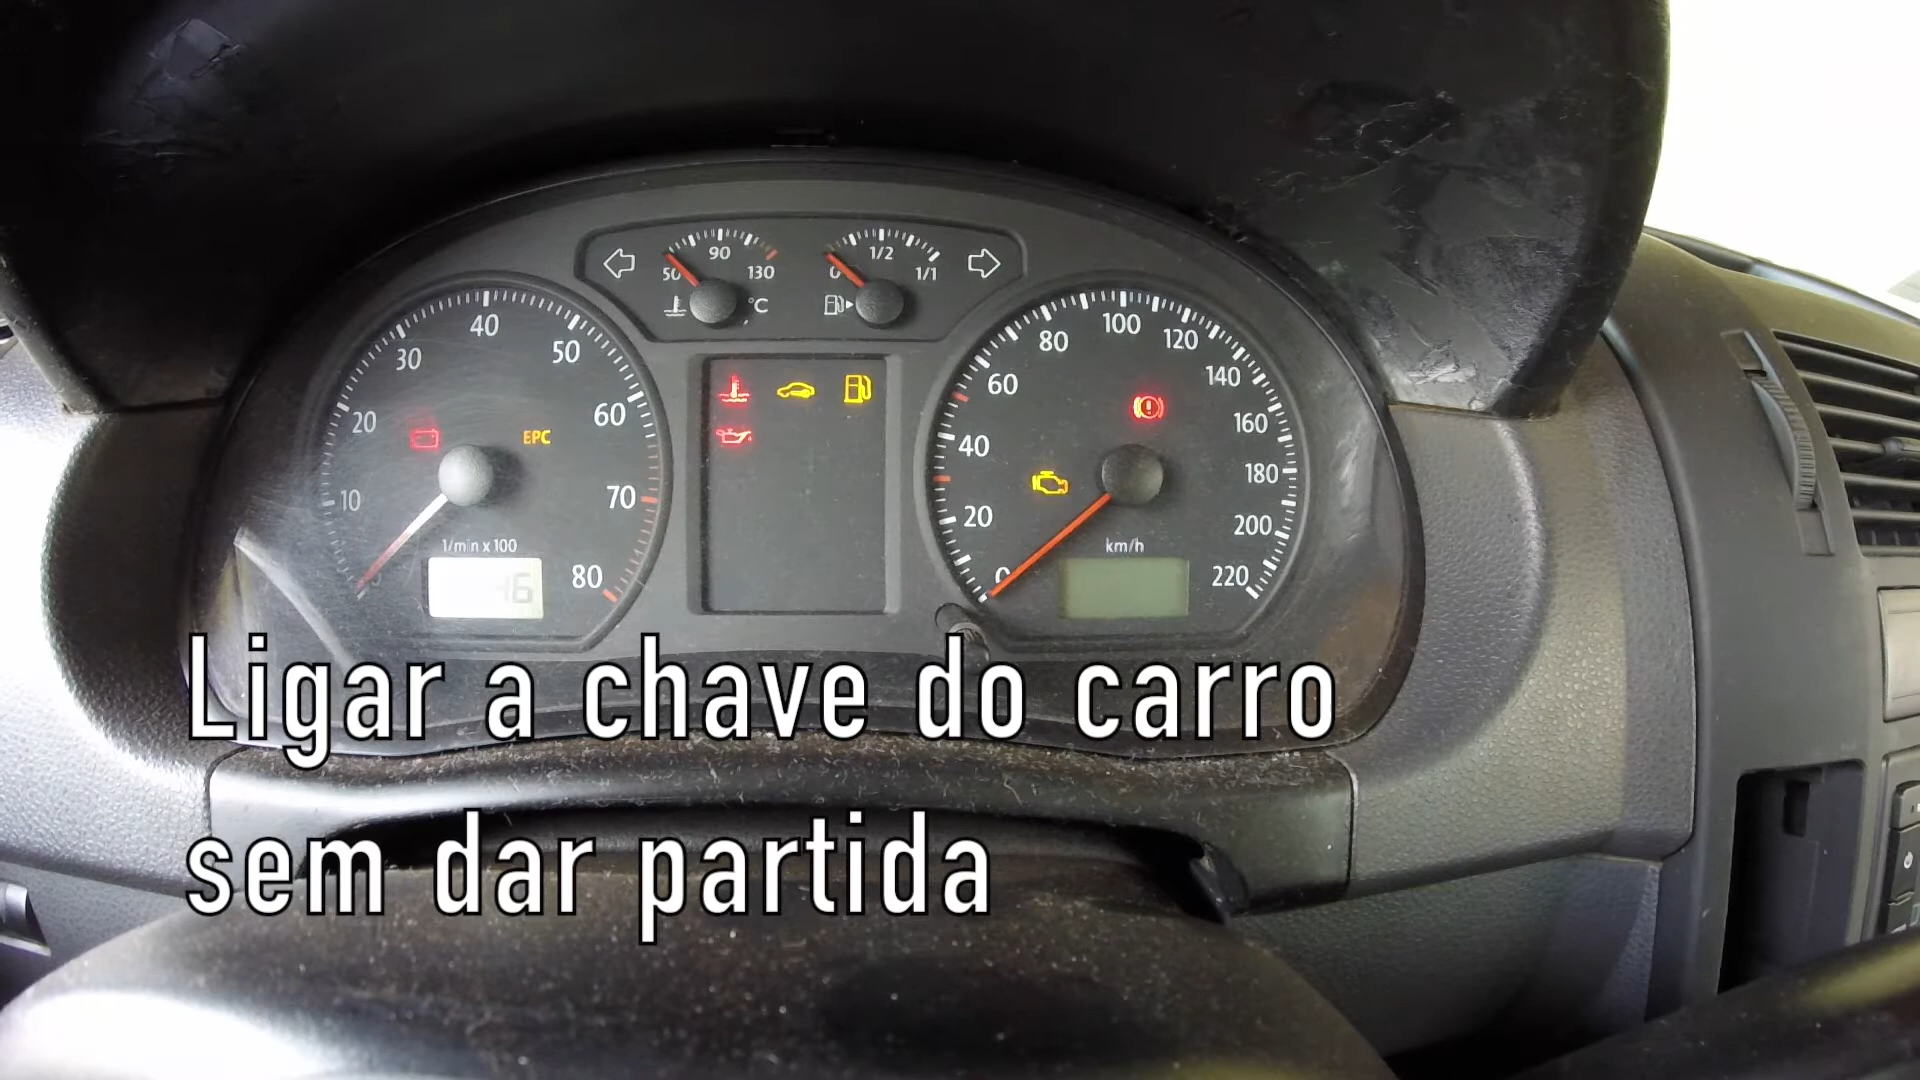 50 90 130 °C
0 1/2 1/1
10 20 30 40 50 60 70 80
EPC
1/min x 100
0 20 40 60 80 100 120 140 160 180 200 220
km/h
Ligar a chave do carro
sem dar partida